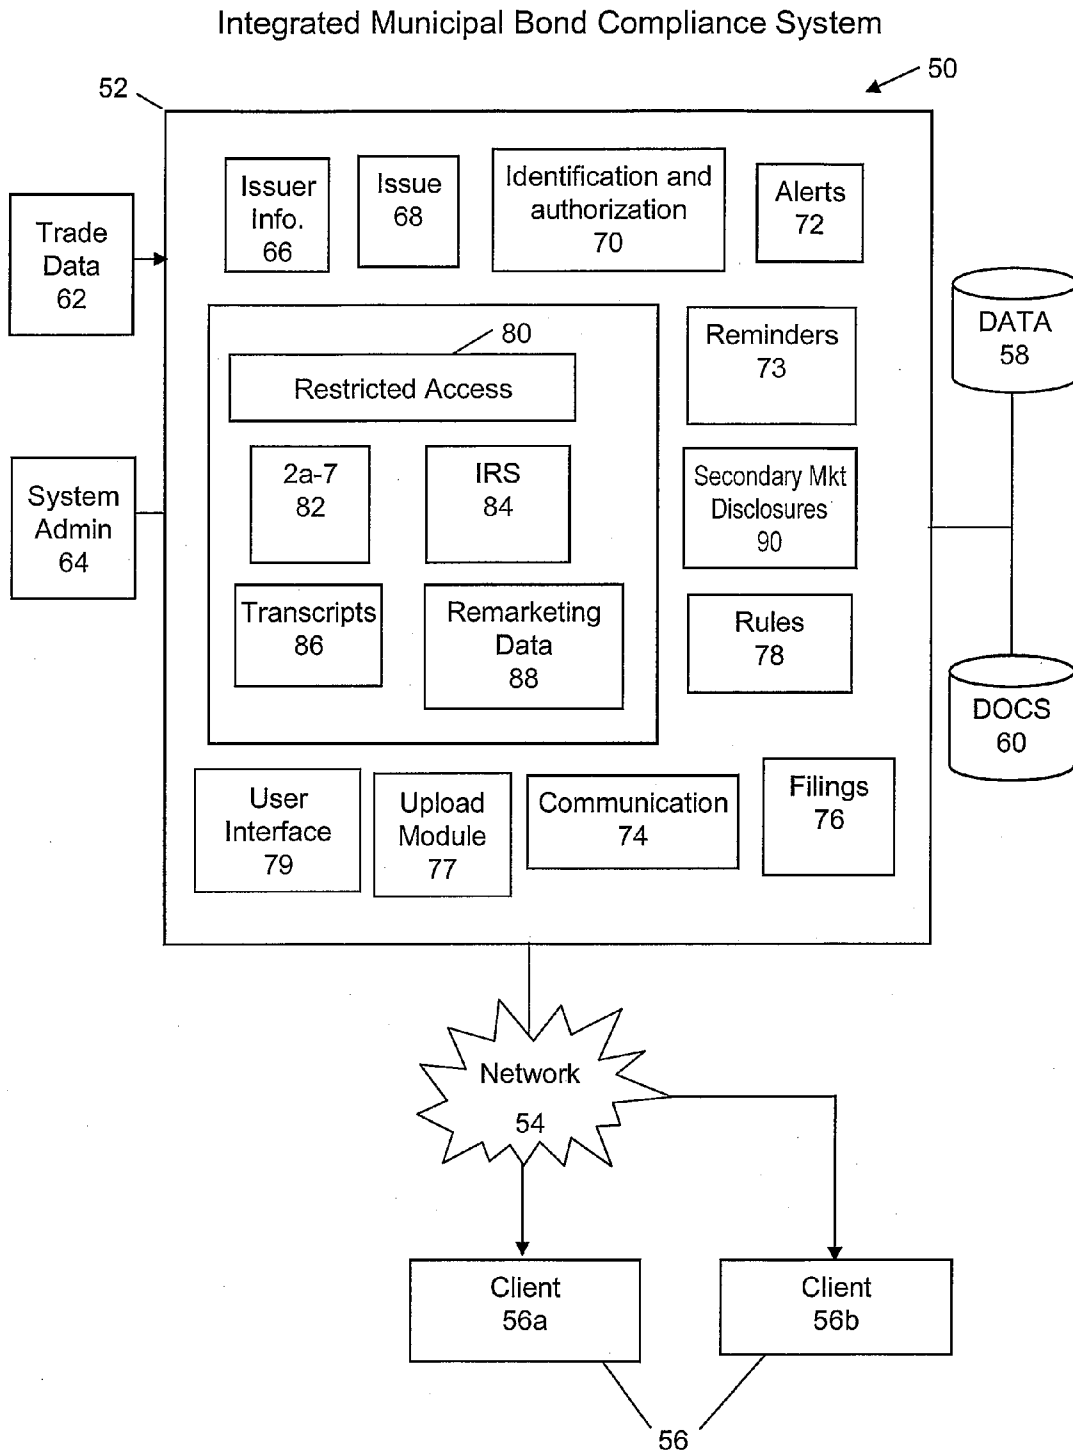 Integrated Municipal Bond Compliance System
50
52
Issuer
Info.
66
Issue
68
Identification and
authorization
70
Alerts
72
Trade
Data
62
DATA
58
80
Restricted Access
Reminders
73
2a-7
82
IRS
84
Secondary Mkt
Disclosures
90
System
Admin
64
Transcripts
86
Remarketing
Data
88
Rules
78
DOCS
60
User
Interface
79
Upload
Module
77
Communication
74
Filings
76
Network
54
Client
56a
Client
56b
56